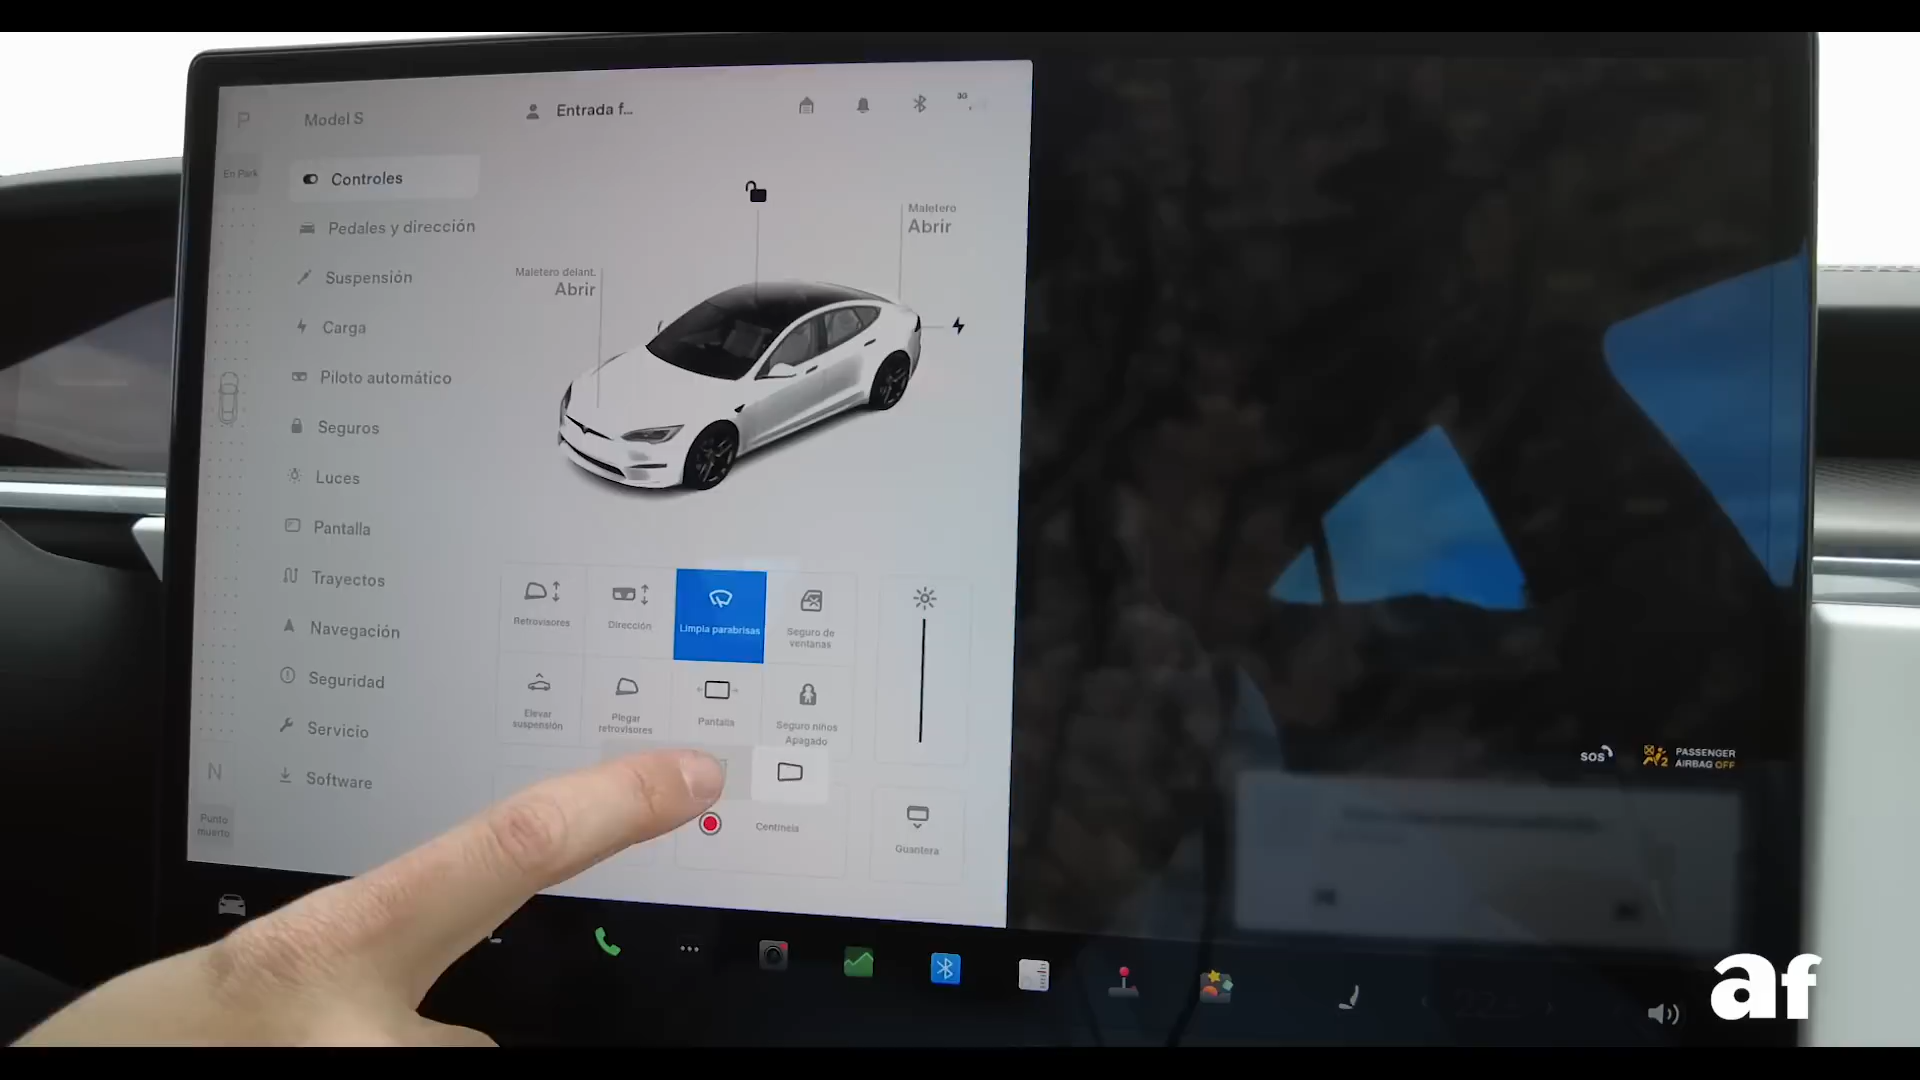 P
Model S
Entrada f...
30
En Park
Controles
Pedales y dirección
Suspensión
Carga
Piloto automático
Seguros
Luces
Pantalla
Trayectos
Navegación
Seguridad
Servicio
Software
N
Punto
muerto
Maletero
Abrir
Maletero delant.
Abrir
Retrovisores
Dirección
Limpia parabrisas
Seguro de
ventanas
Elevar
suspensión
Plegar
retrovisores
Pantalla
Seguro niños
Apagado
Centinela
Guantera
SOS
2
PASSENGER
AIRBAG OFF
af